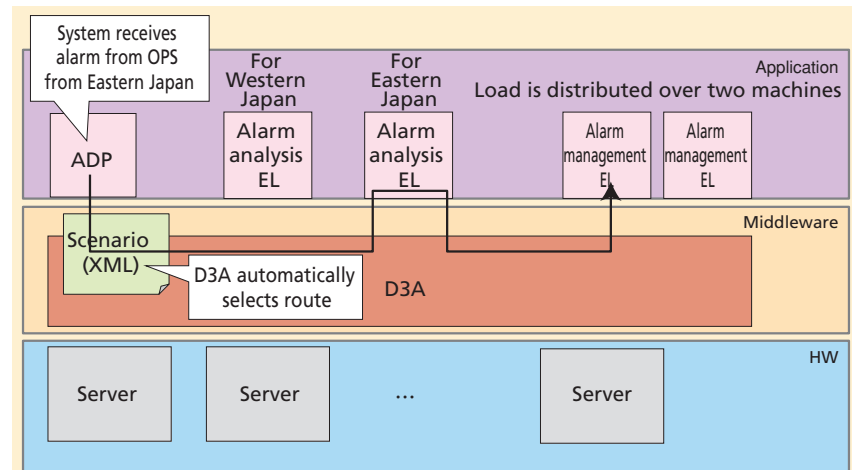 System receives
alarm from OPS
from Eastern Japan
For
Western
Japan
For
Eastern
Japan
Application
Load is distributed over two machines
ADP
Alarm
analysis
EL
Alarm
analysis
EL
Alarm
management
EL
Alarm
management
EL
Middleware
Scenario
(XML)
D3A automatically
selects route
D3A
HW
Server
Server
...
Server